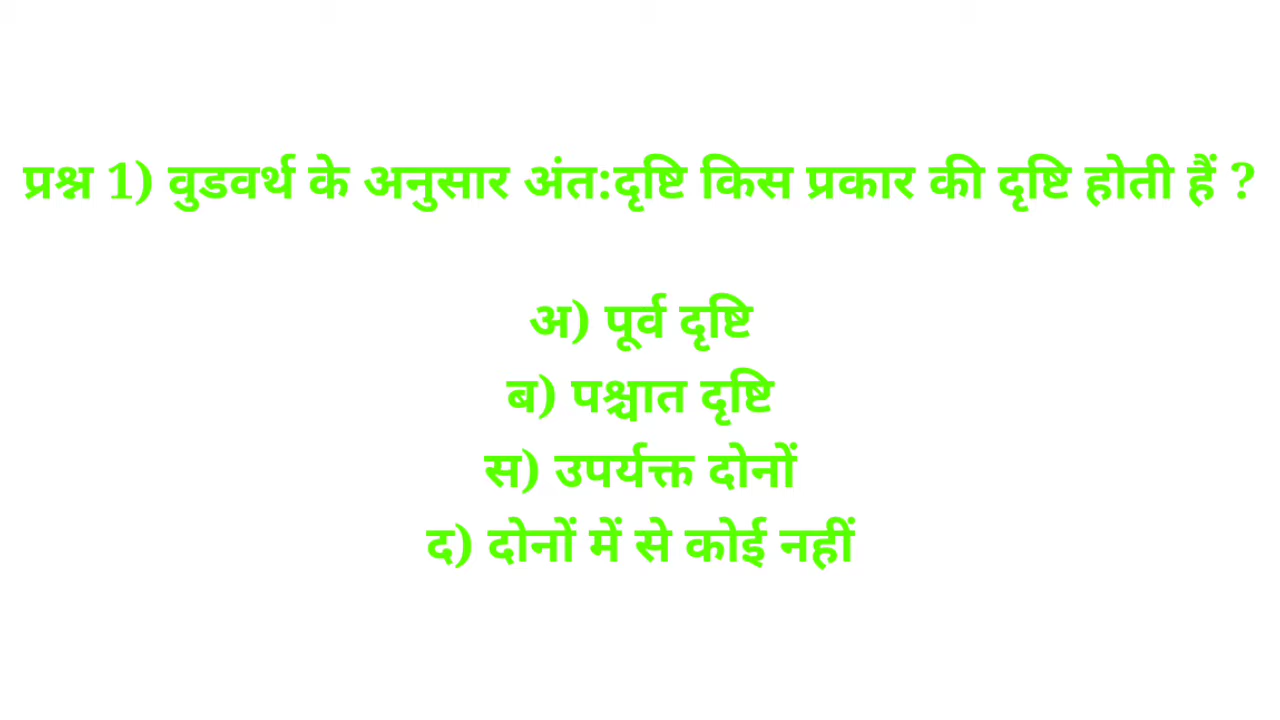 प्रश्न 1) वुडवर्थ के अनुसार अंत:दृष्टि किस प्रकार की दृष्टि होती हैं ?
अ) पूर्व दृष्टि
ब) पश्चात दृष्टि
स) उपर्यक्त दोनों
द) दोनों में से कोई नहीं